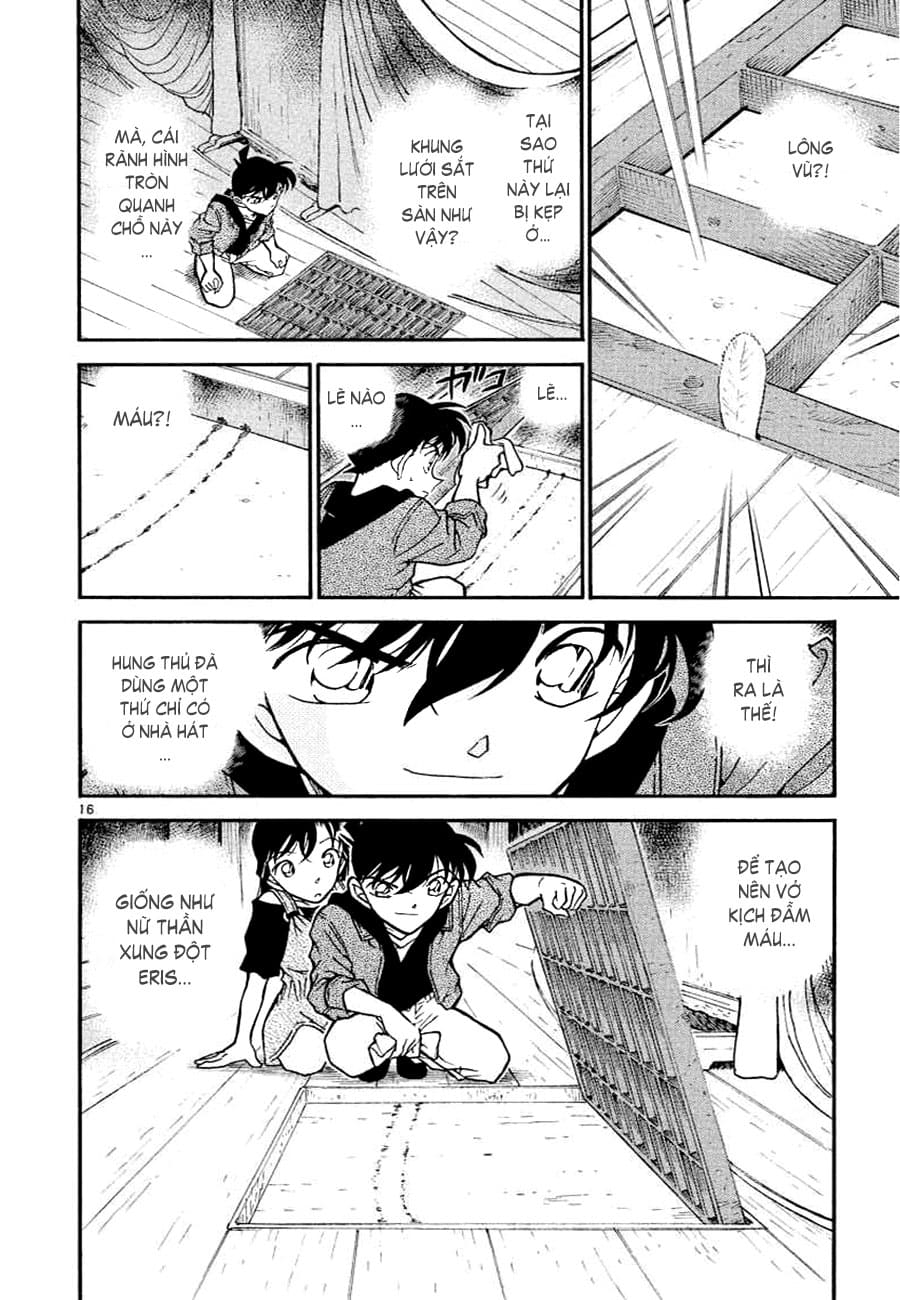 LÔNG
VŨ?!
TẠI
SAO
THỨ
NÀY LẠI
BỊ KẸP
Ở...
KHUNG
LƯỚI SẮT
TRÊN
SÀN NHƯ
VẬY?
MÀ, CÁI
RÃNH HÌNH
TRÒN
QUANH
CHỖ NÀY
...
LẼ...
ガコ
LẼ NÀO
...
MÁU?!
THÌ
RA LÀ
THẾ!
HUNG THỦ ĐÃ
DÙNG MỘT
THỨ CHỈ CÓ
Ở NHÀ HÁT
...
16
ĐỂ TẠO
NÊN VỞ
KỊCH ĐẪM
MÁU...
GIỐNG NHƯ
NỮ THẦN
XUNG ĐỘT
ERIS...